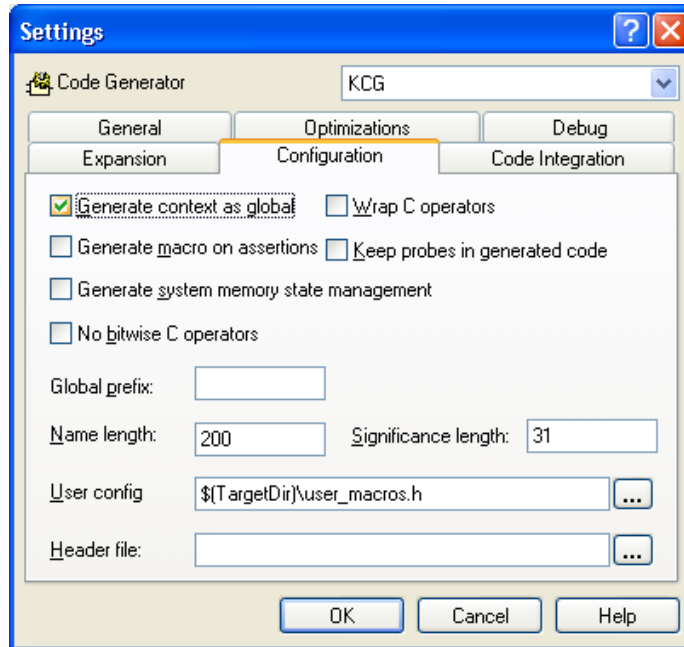 Settings
Code Generator KCG
General Optimizations Debug
Expansion Configuration Code Integration
Generate context as global Wrap C operators
Generate macro on assertions Keep probes in generated code
Generate system memory state management
No bitwise C operators
Global prefix:
Name length: 200 Significance length: 31
User config $(TargetDir)\user_macros.h ...
Header file: ...
OK Cancel Help